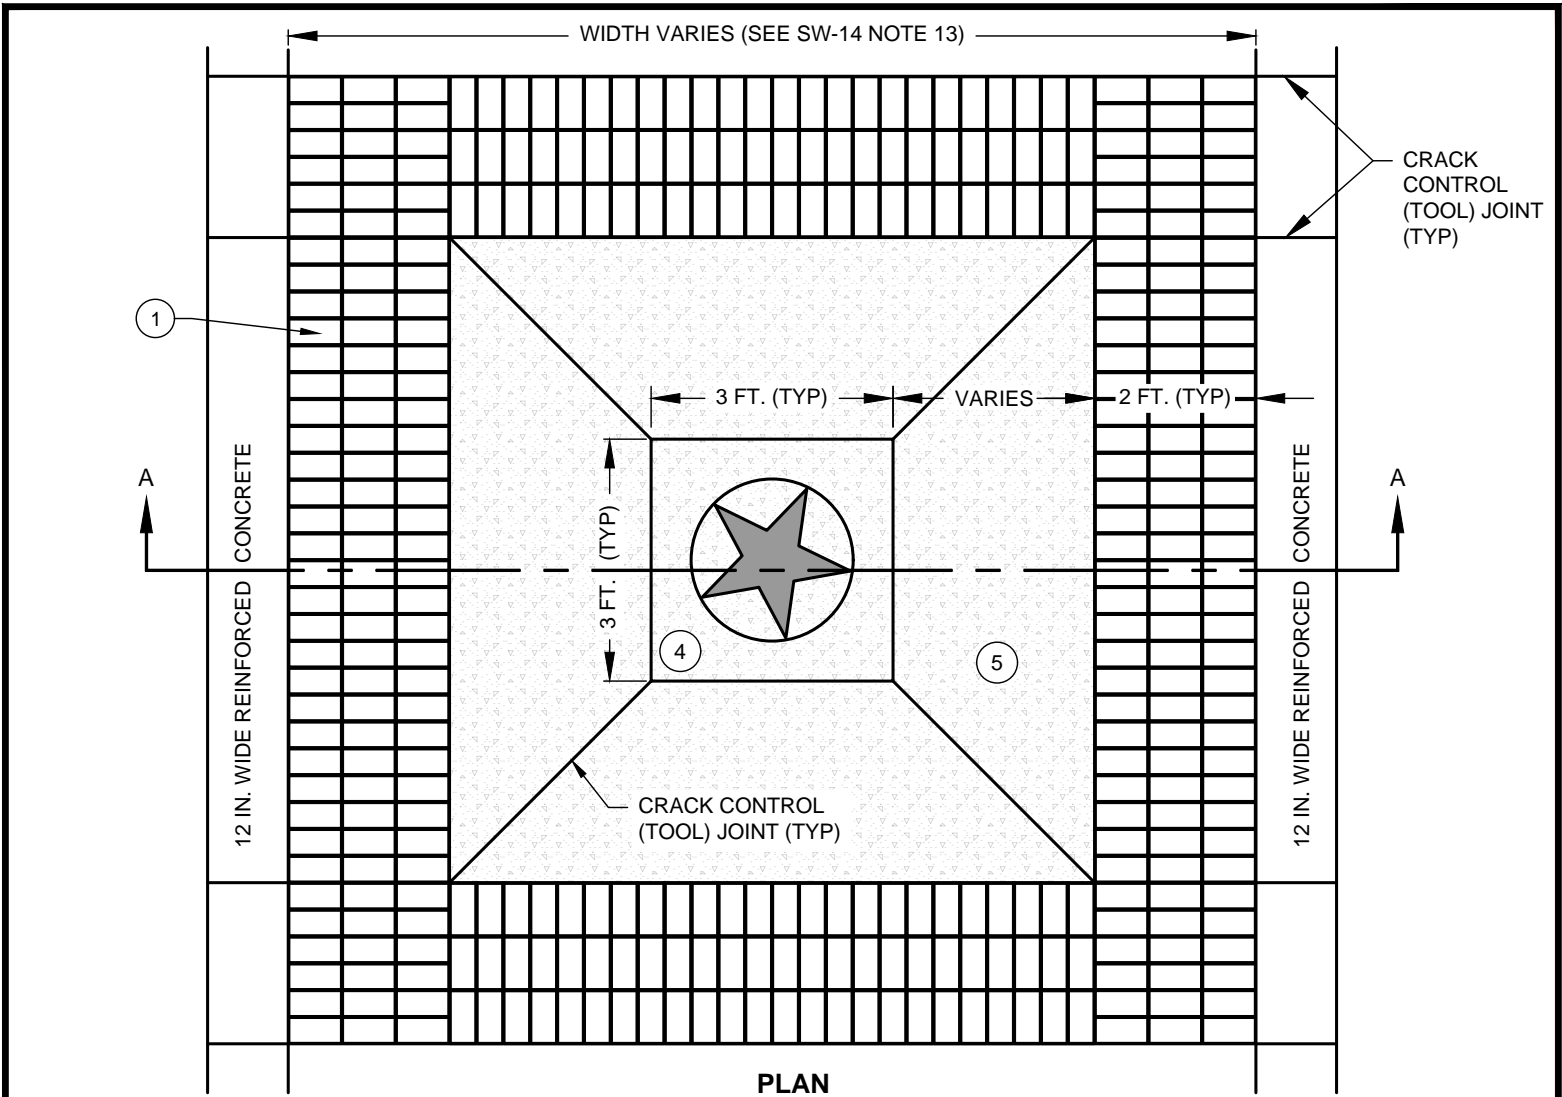 WIDTH VARIES (SEE SW-14 NOTE 13)
CRACK
CONTROL
(TOOL) JOINT
(TYP)
1
3 FT. (TYP)
VARIES
2 FT. (TYP)
A
A
12 IN. WIDE REINFORCED CONCRETE
3 FT. (TYP)
12 IN. WIDE REINFORCED CONCRETE
4
5
CRACK CONTROL
(TOOL) JOINT (TYP)
PLAN